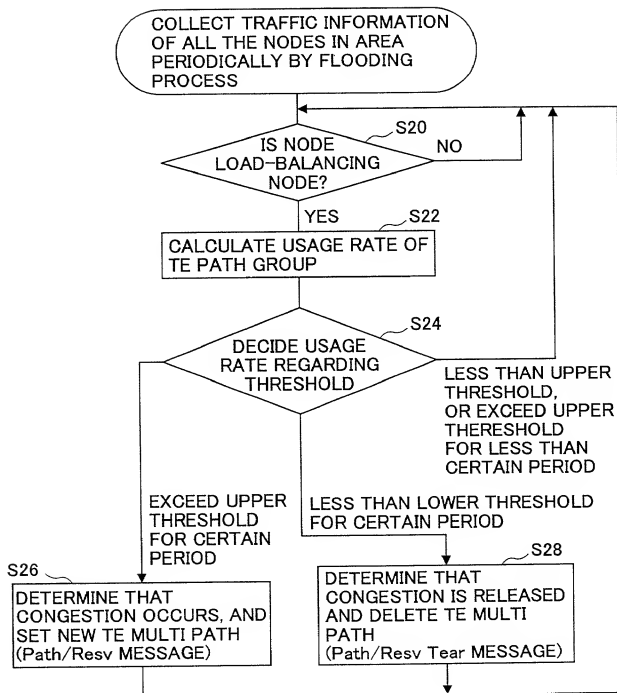 COLLECT TRAFFIC INFORMATION
OF ALL THE NODES IN AREA
PERIODICALLY BY FLOODING
PROCESS
S20
IS NODE
LOAD-BALANCING
NODE?
NO
YES
S22
CALCULATE USAGE RATE OF
TE PATH GROUP
S24
DECIDE USAGE
RATE REGARDING
THRESHOLD
LESS THAN UPPER
THRESHOLD,
OR EXCEED UPPER
THERESHOLD
FOR LESS THAN
CERTAIN PERIOD
EXCEED UPPER
THRESHOLD
FOR CERTAIN
PERIOD
LESS THAN LOWER THRESHOLD
FOR CERTAIN PERIOD
S26
DETERMINE THAT
CONGESTION OCCURS, AND
SET NEW TE MULTI PATH
(Path/Resv MESSAGE)
S28
DETERMINE THAT
CONGESTION IS RELEASED
AND DELETE TE MULTI
PATH
(Path/Resv Tear MESSAGE)